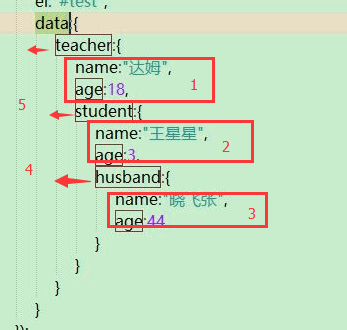 el:"#test",
data:{
teacher:{
name:"达姆",
age:18,
1
5
student:{
name:"王星星",
age:3,
2
4
husband:{
name:"晓飞张",
age:44
3
}
}
}
}
});